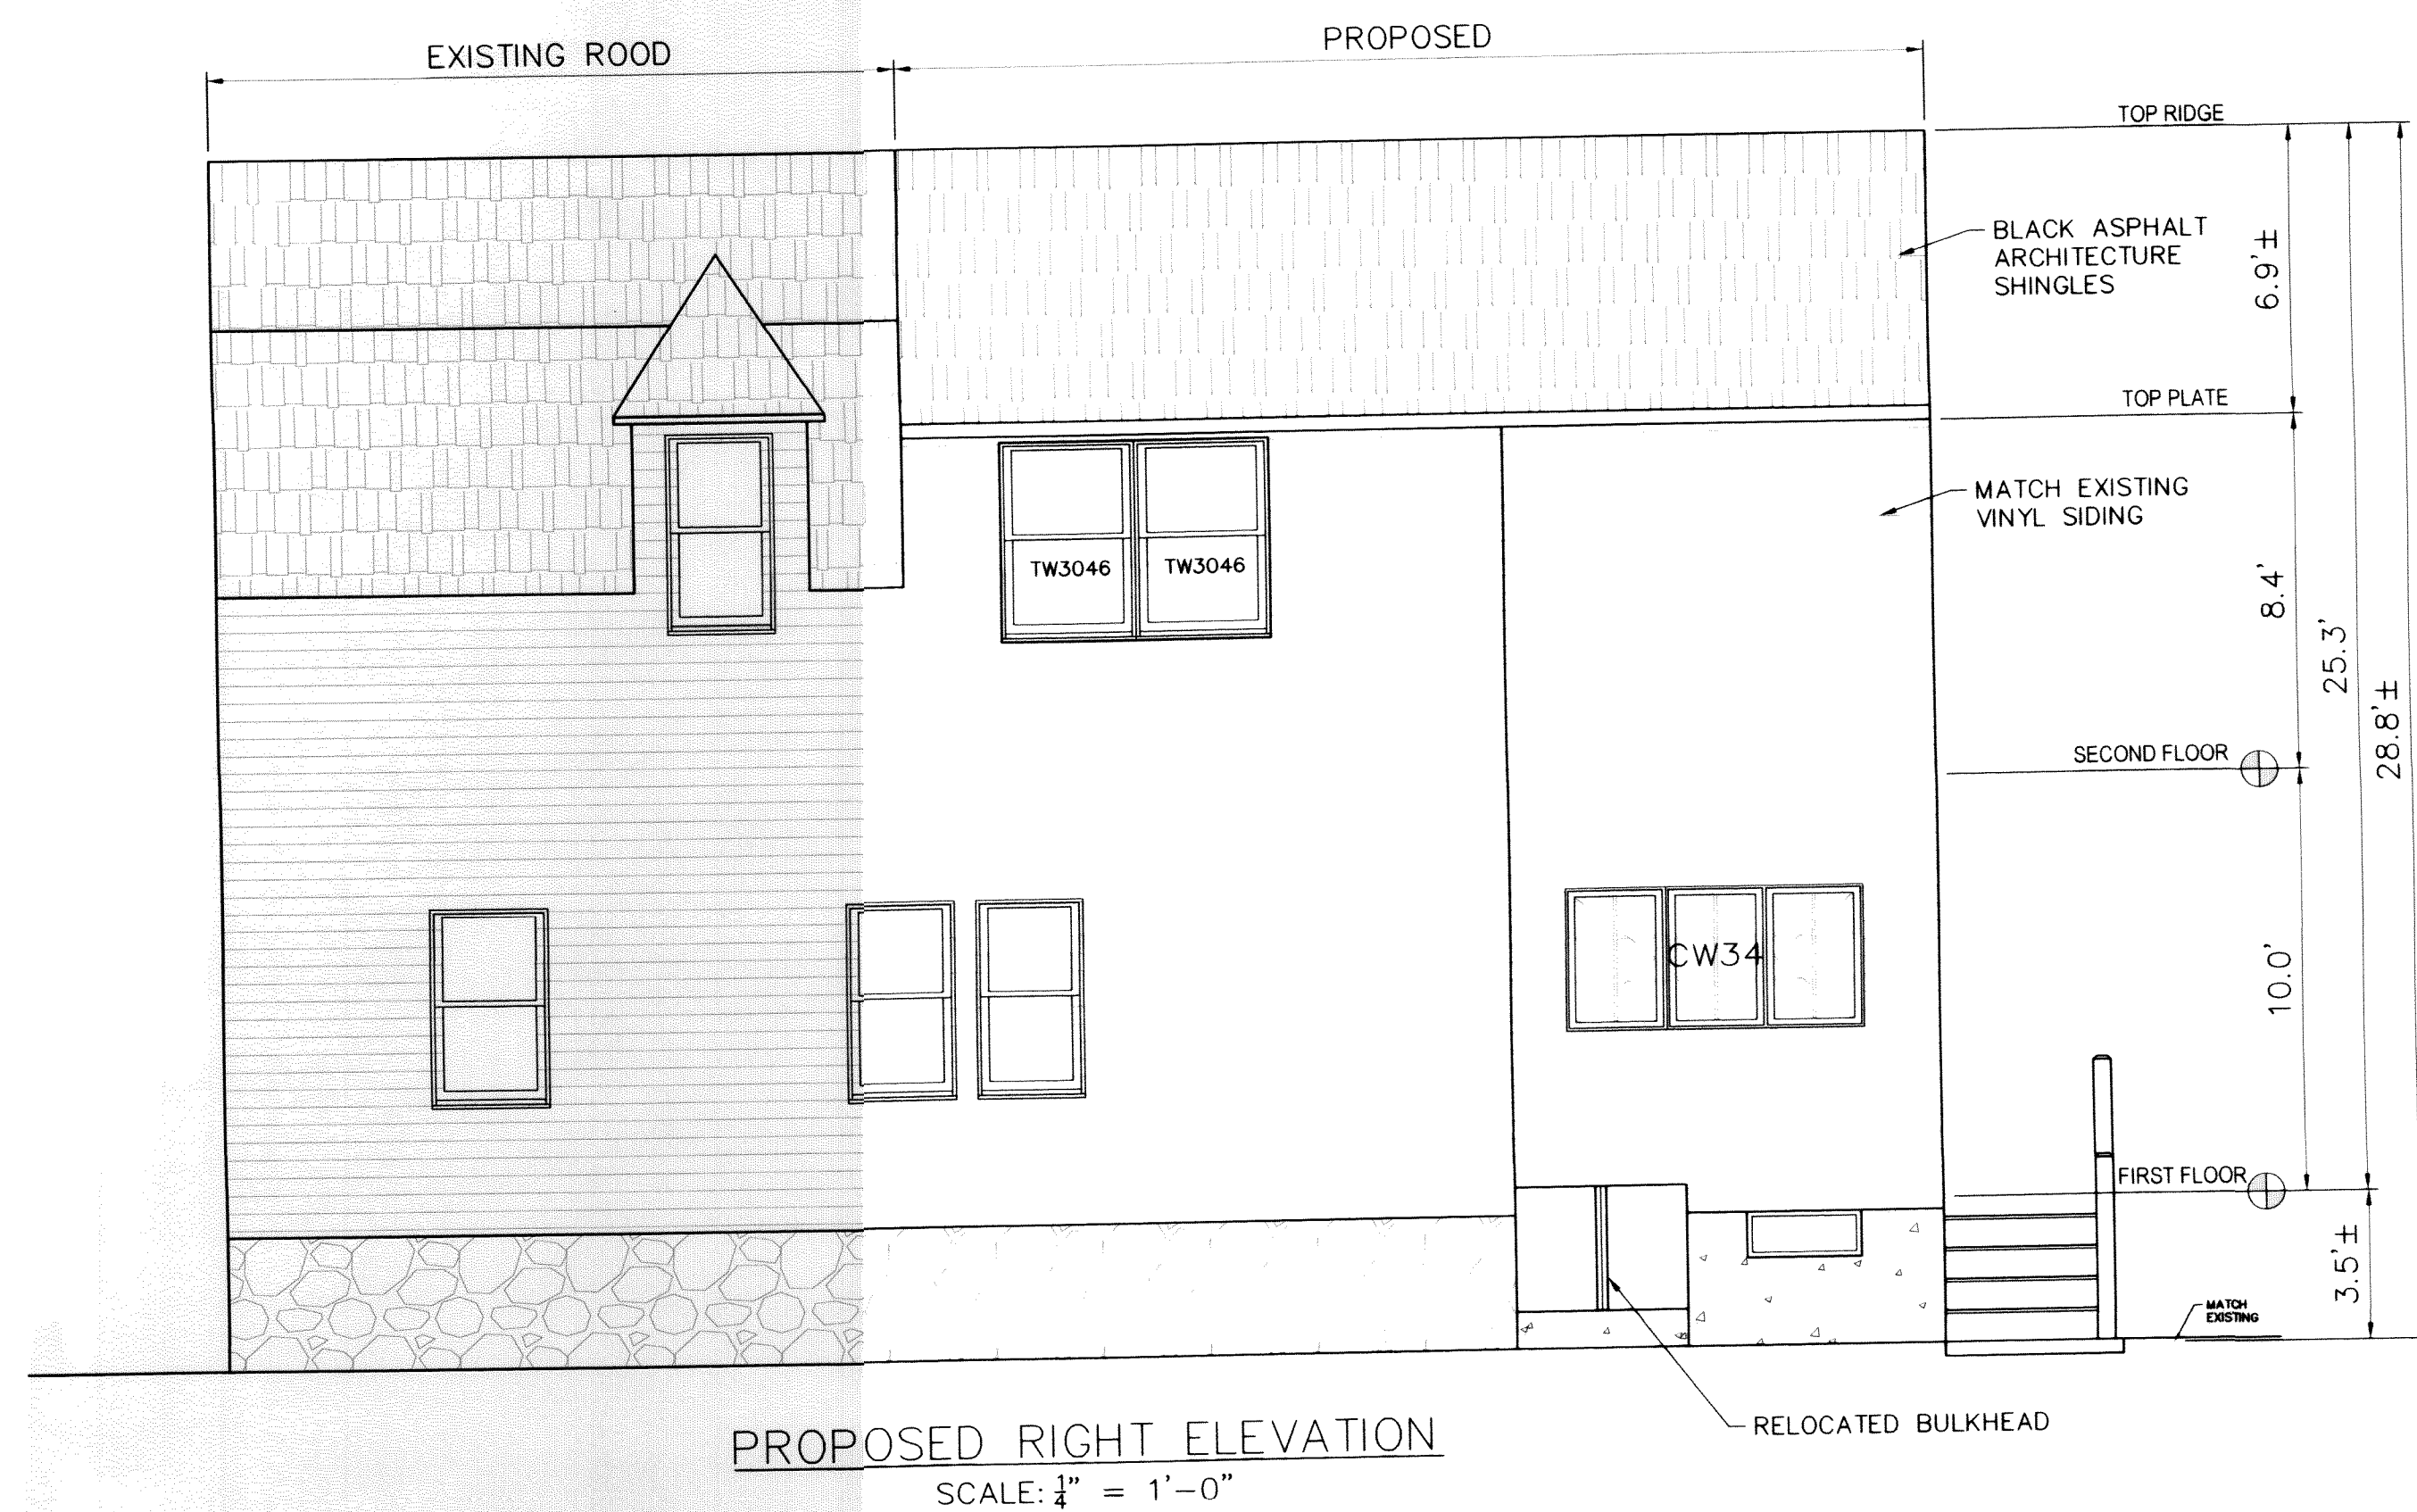 EXISTING ROOD
PROPOSED
TOP RIDGE
BLACK ASPHALT
ARCHITECTURE
SHINGLES
6.9'±
TOP PLATE
MATCH EXISTING
VINYL SIDING
TW3046
TW3046
8.4'
25.3'
28.8'±
SECOND FLOOR
CW34
10.0'
FIRST FLOOR
3.5'±
MATCH
EXISTING
RELOCATED BULKHEAD
PROPOSED RIGHT ELEVATION
SCALE: 1/4" = 1'-0"